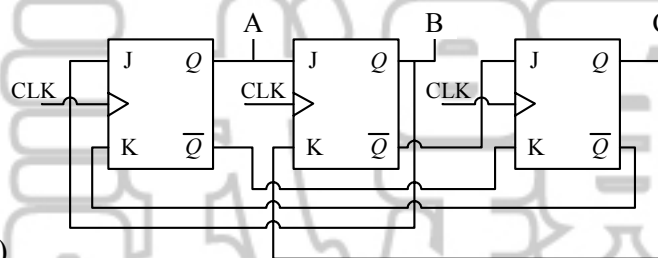 A B C
J Q J Q J Q
CLK CLK CLK
K Q̅ K Q̅ K Q̅
)